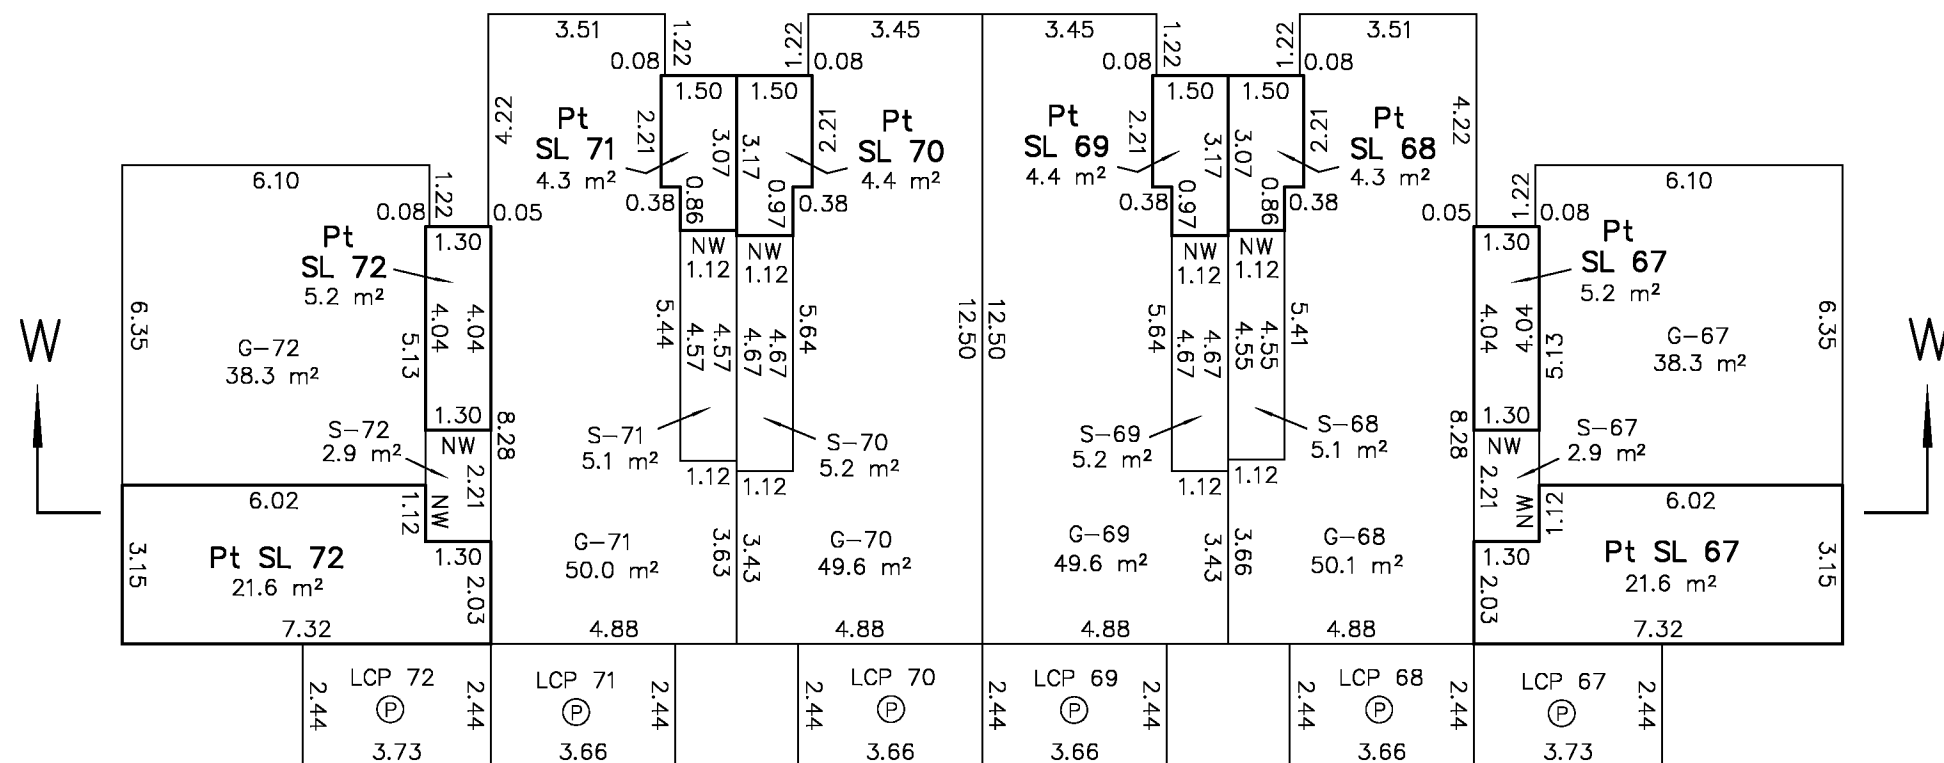 3.51
1.22
1.22
3.45
3.45
1.22
1.22
3.51
0.08
0.08
0.08
0.08
4.22
Pt
SL 71
4.3 m²
2.21
1.50
1.50
3.07
3.17
2.21
Pt
SL 70
4.4 m²
Pt
SL 69
4.4 m²
2.21
1.50
1.50
3.17
3.07
2.21
Pt
SL 68
4.3 m²
4.22
6.10
1.22
0.08
0.05
0.38
0.86
0.97
0.38
0.38
0.97
0.86
0.38
0.05
1.22
0.08
6.10
Pt
SL 72
5.2 m²
1.30
NW
1.12
NW
1.12
NW
1.12
NW
1.12
1.30
Pt
SL 67
5.2 m²
W
6.35
G-72
38.3 m²
5.13
4.04
4.04
5.44
4.57
4.57
4.67
4.67
5.64
12.50
12.50
5.64
4.67
4.67
4.55
4.55
5.41
4.04
4.04
5.13
G-67
38.3 m²
6.35
W
1.30
8.28
8.28
1.30
S-72
2.9 m²
NW
2.21
S-71
5.1 m²
S-70
5.2 m²
S-69
5.2 m²
S-68
5.1 m²
NW
2.21
S-67
2.9 m²
1.12
1.12
1.12
1.12
6.02
1.12
NW
NW
1.12
6.02
3.15
Pt SL 72
21.6 m²
1.30
2.03
G-71
50.0 m²
3.63
3.43
G-70
49.6 m²
G-69
49.6 m²
3.43
3.66
G-68
50.1 m²
1.30
2.03
Pt SL 67
21.6 m²
3.15
7.32
4.88
4.88
4.88
4.88
7.32
2.44
LCP 72
P
3.73
2.44
LCP 71
P
3.66
2.44
2.44
LCP 70
P
3.66
2.44
LCP 69
P
3.66
2.44
2.44
LCP 68
P
3.66
2.44
LCP 67
P
3.73
2.44